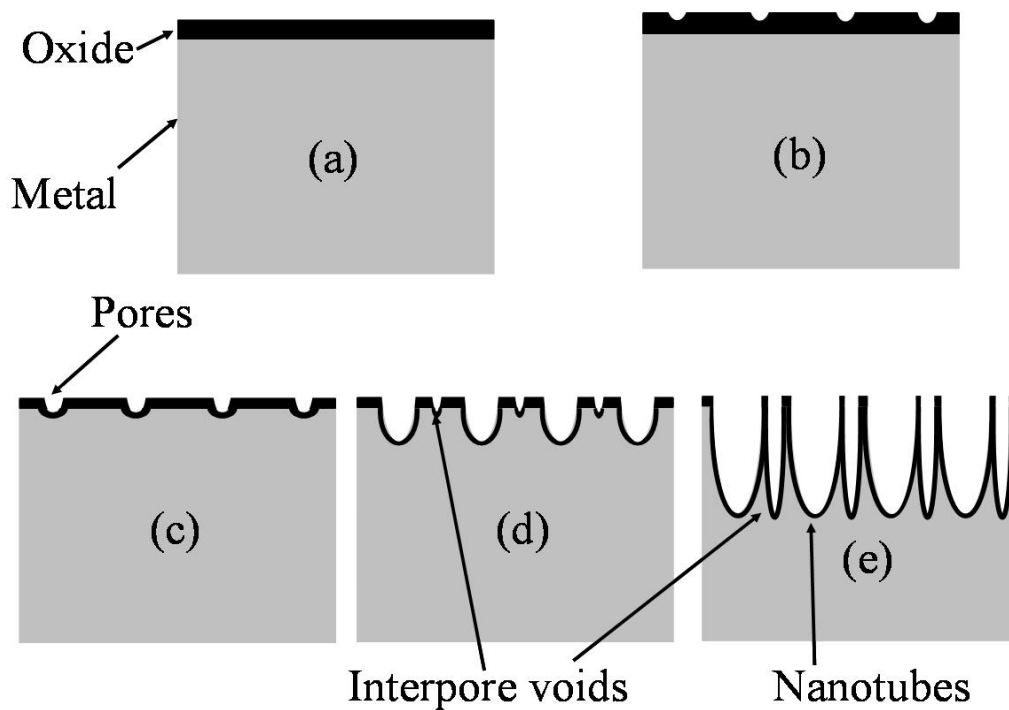 Oxide
Metal
(a)
(b)
Pores
(c)
(d)
(e)
Interpore voids
Nanotubes